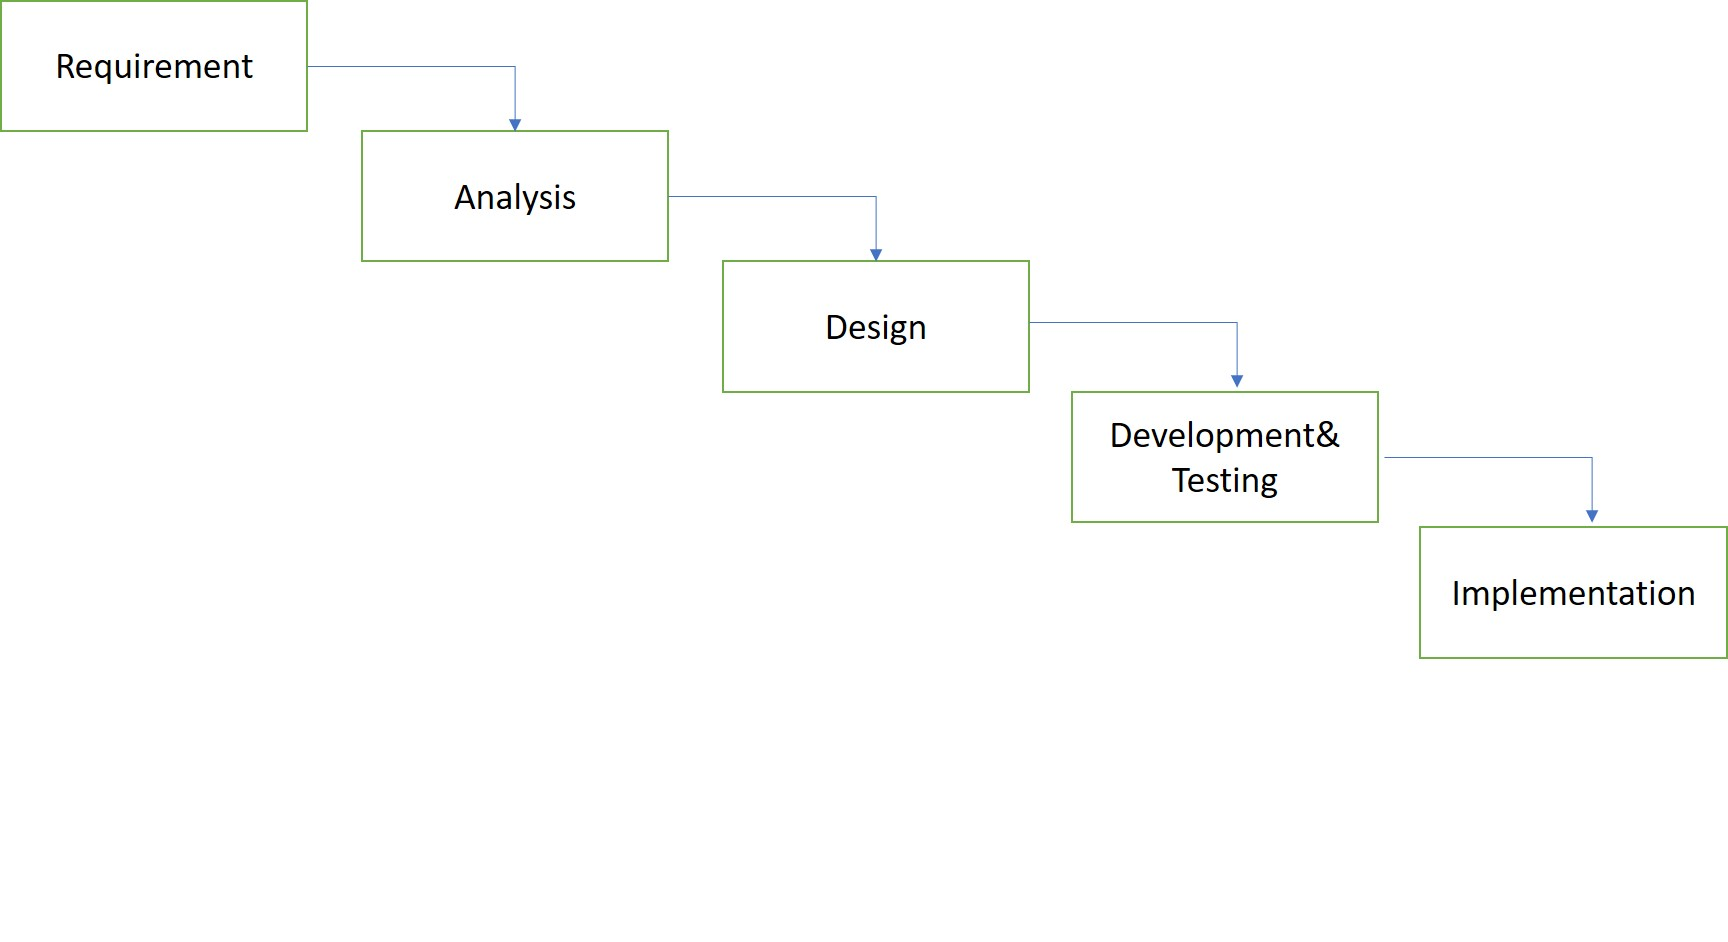 Requirement
Analysis
Design
Development&
Testing
Implementation